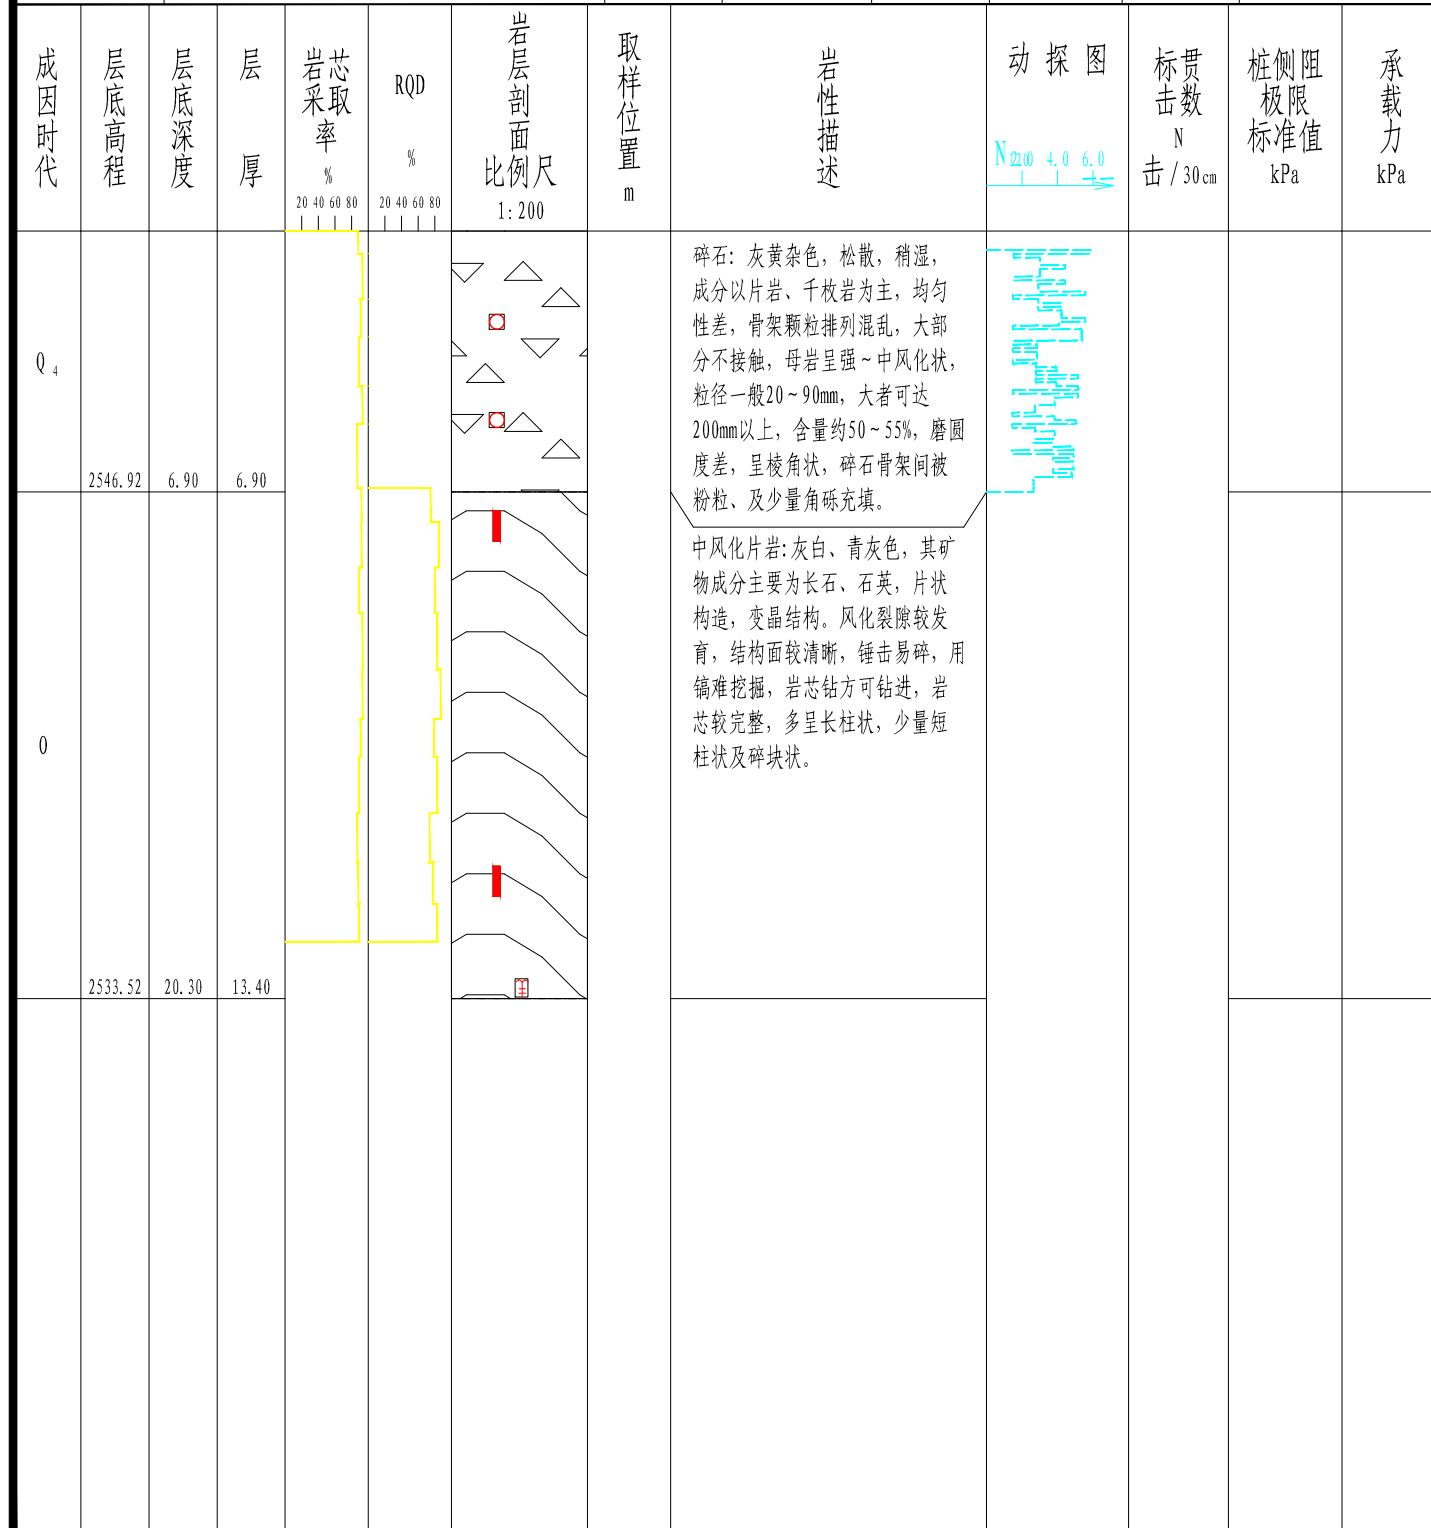 成因时代
层底高程
层底深度
层厚
岩芯采取率
%
20 40 60 80
RQD
%
20 40 60 80
岩层剖面
比例尺
1:200
取样位置
m
岩性描述
动 探 图
4.0 6.0
标贯
击数
N
击/30cm
桩侧阻
极限
标准值
kPa
承载力
kPa
Q4
2546.92 6.90 6.90
碎石：灰黄杂色，松散，稍湿，
成分以片岩、千枚岩为主，均匀
性差，骨架颗粒排列混乱，大部
分不接触，母岩呈强~中风化状，
粒径一般20~90mm，大者可达
200mm以上，含量约50~55%，磨圆
度差，呈棱角状，碎石骨架间被
粉粒、及少量角砾充填。
O
2533.52 20.30 13.40
中风化片岩:灰白、青灰色，其矿
物成分主要为长石、石英，片状
构造，变晶结构。风化裂隙较发
育，结构面较清晰，锤击易碎，用
镐难挖掘，岩芯钻方可钻进，岩
芯较完整，多呈长柱状，少量短
柱状及碎块状。